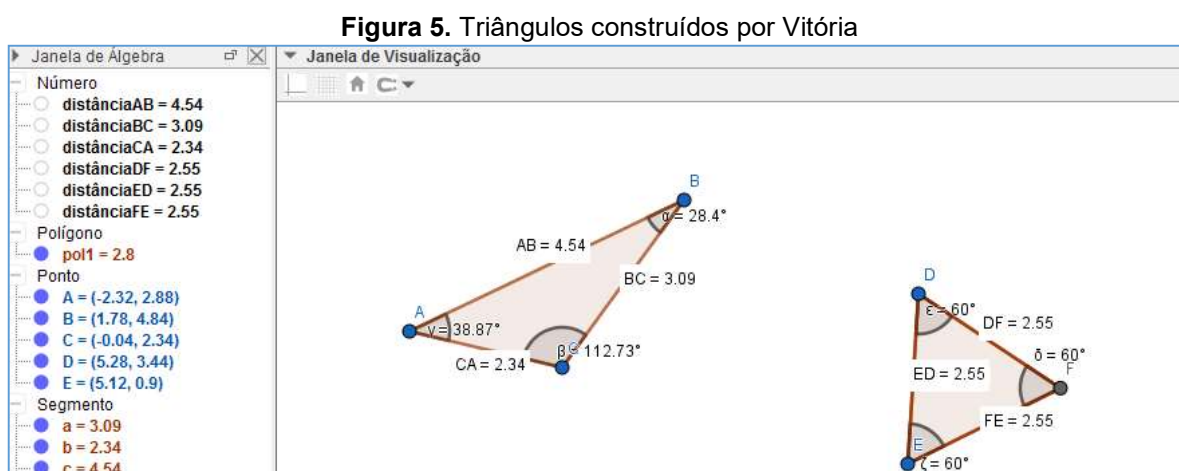 Figura 5. Triângulos construídos por Vitória
Janela de Álgebra
Janela de Visualização
Número
distânciaAB = 4.54
distânciaBC = 3.09
distânciaCA = 2.34
distânciaDF = 2.55
distânciaED = 2.55
distânciaFE = 2.55
Polígono
pol1 = 2.8
Ponto
A = (-2.32, 2.88)
B = (1.78, 4.84)
C = (-0.04, 2.34)
D = (5.28, 3.44)
E = (5.12, 0.9)
Segmento
a = 3.09
b = 2.34
c = 4.54
B
α = 28.4°
AB = 4.54
BC = 3.09
A
γ = 38.87°
β = 112.73°
C
CA = 2.34
D
ε = 60°
DF = 2.55
δ = 60°
F
ED = 2.55
FE = 2.55
E
ζ = 60°